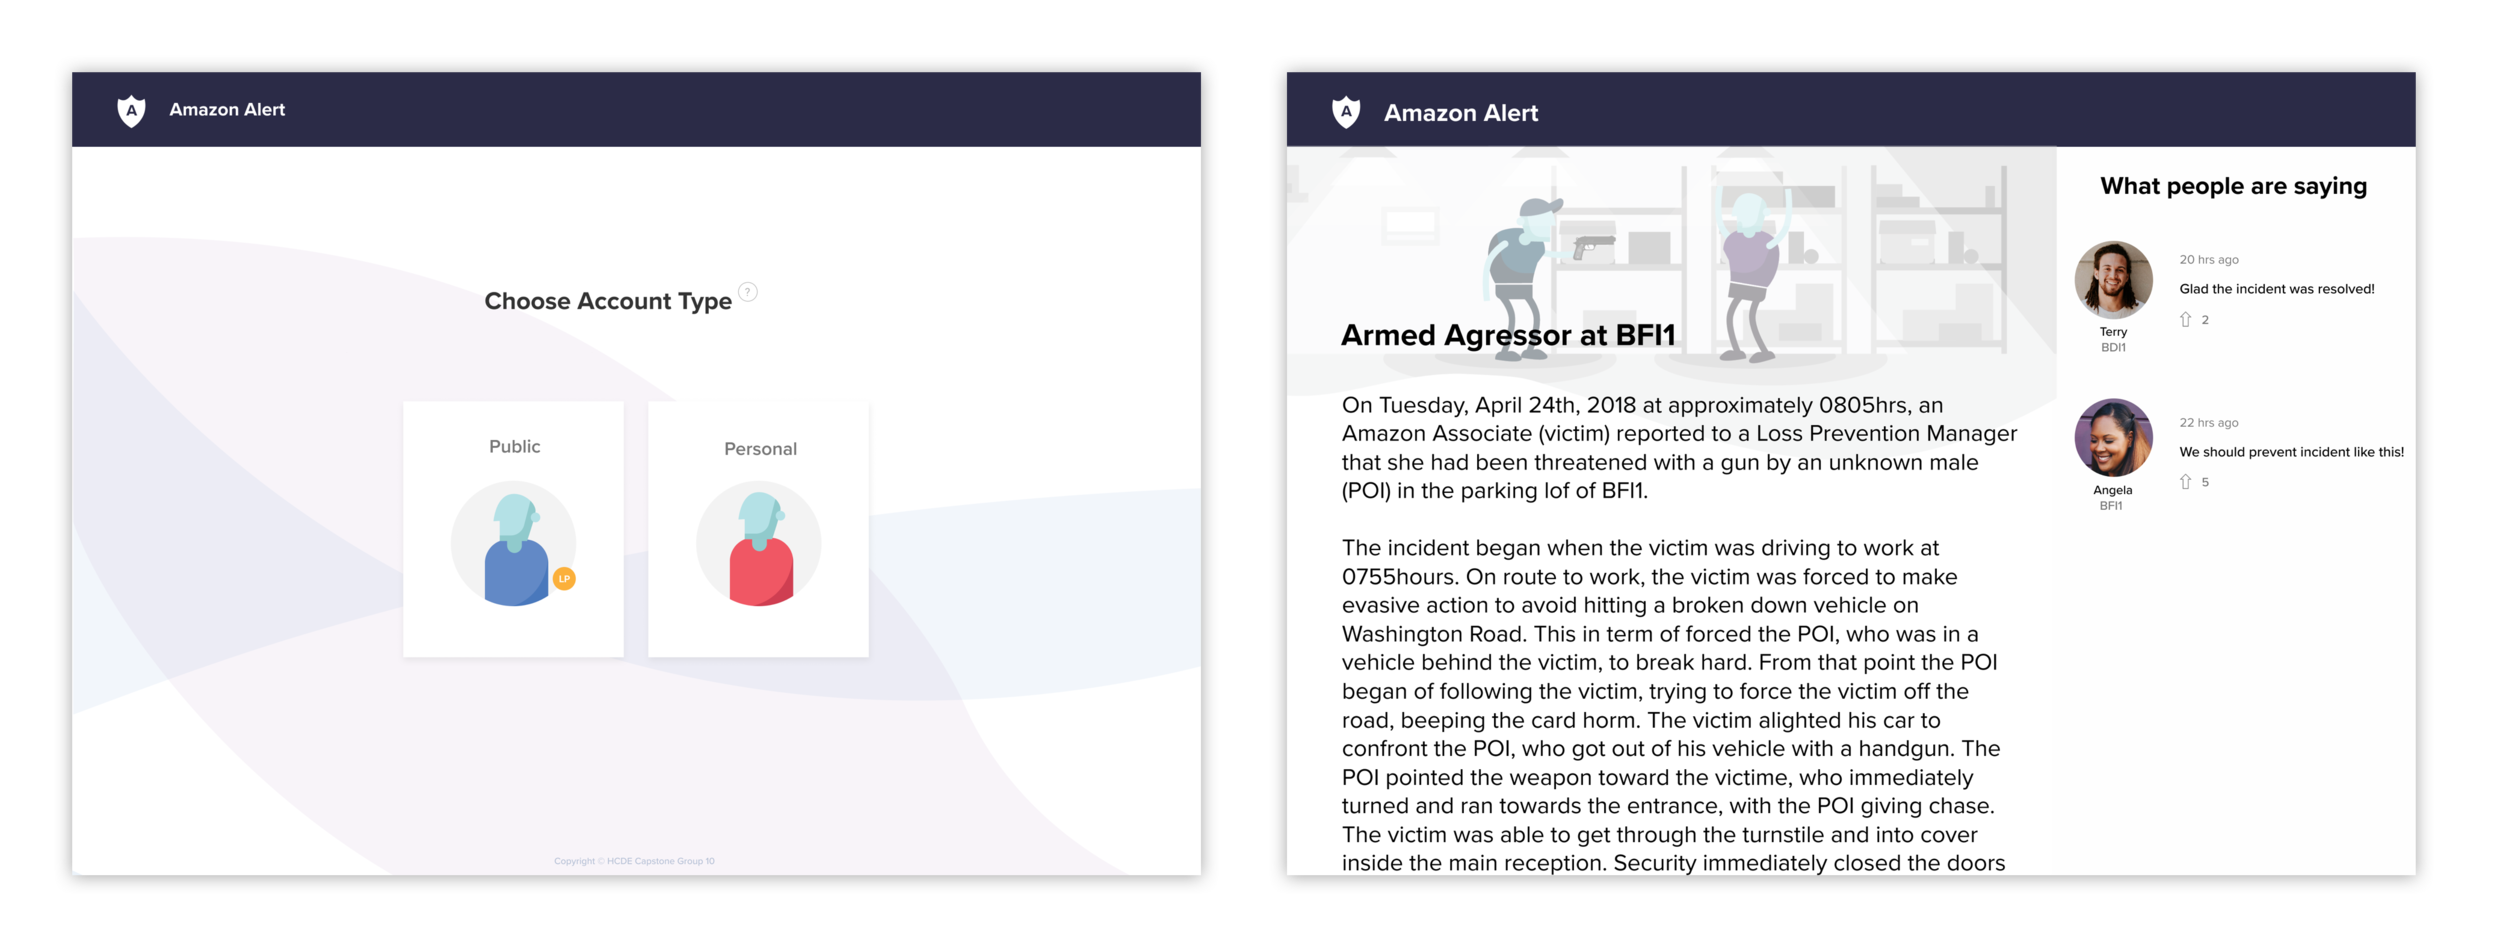 A
Amazon Alert
Choose Account Type ?
Public
Personal
LP
Copyright © HCDE Capstone Group 10
A
Amazon Alert
Armed Agressor at BFI1
On Tuesday, April 24th, 2018 at approximately 0805hrs, an
Amazon Associate (victim) reported to a Loss Prevention Manager
that she had been threatened with a gun by an unknown male
(POI) in the parking lof of BFI1.
The incident began when the victim was driving to work at
0755hours. On route to work, the victim was forced to make
evasive action to avoid hitting a broken down vehicle on
Washington Road. This in term of forced the POI, who was in a
vehicle behind the victim, to break hard. From that point the POI
began of following the victim, trying to force the victim off the
road, beeping the card horm. The victim alighted his car to
confront the POI, who got out of his vehicle with a handgun. The
POI pointed the weapon toward the victime, who immediately
turned and ran towards the entrance, with the POI giving chase.
The victim was able to get through the turnstile and into cover
inside the main reception. Security immediately closed the doors
What people are saying
20 hrs ago
Glad the incident was resolved!
2
Terry
BDI1
22 hrs ago
We should prevent incident like this!
5
Angela
BFI1